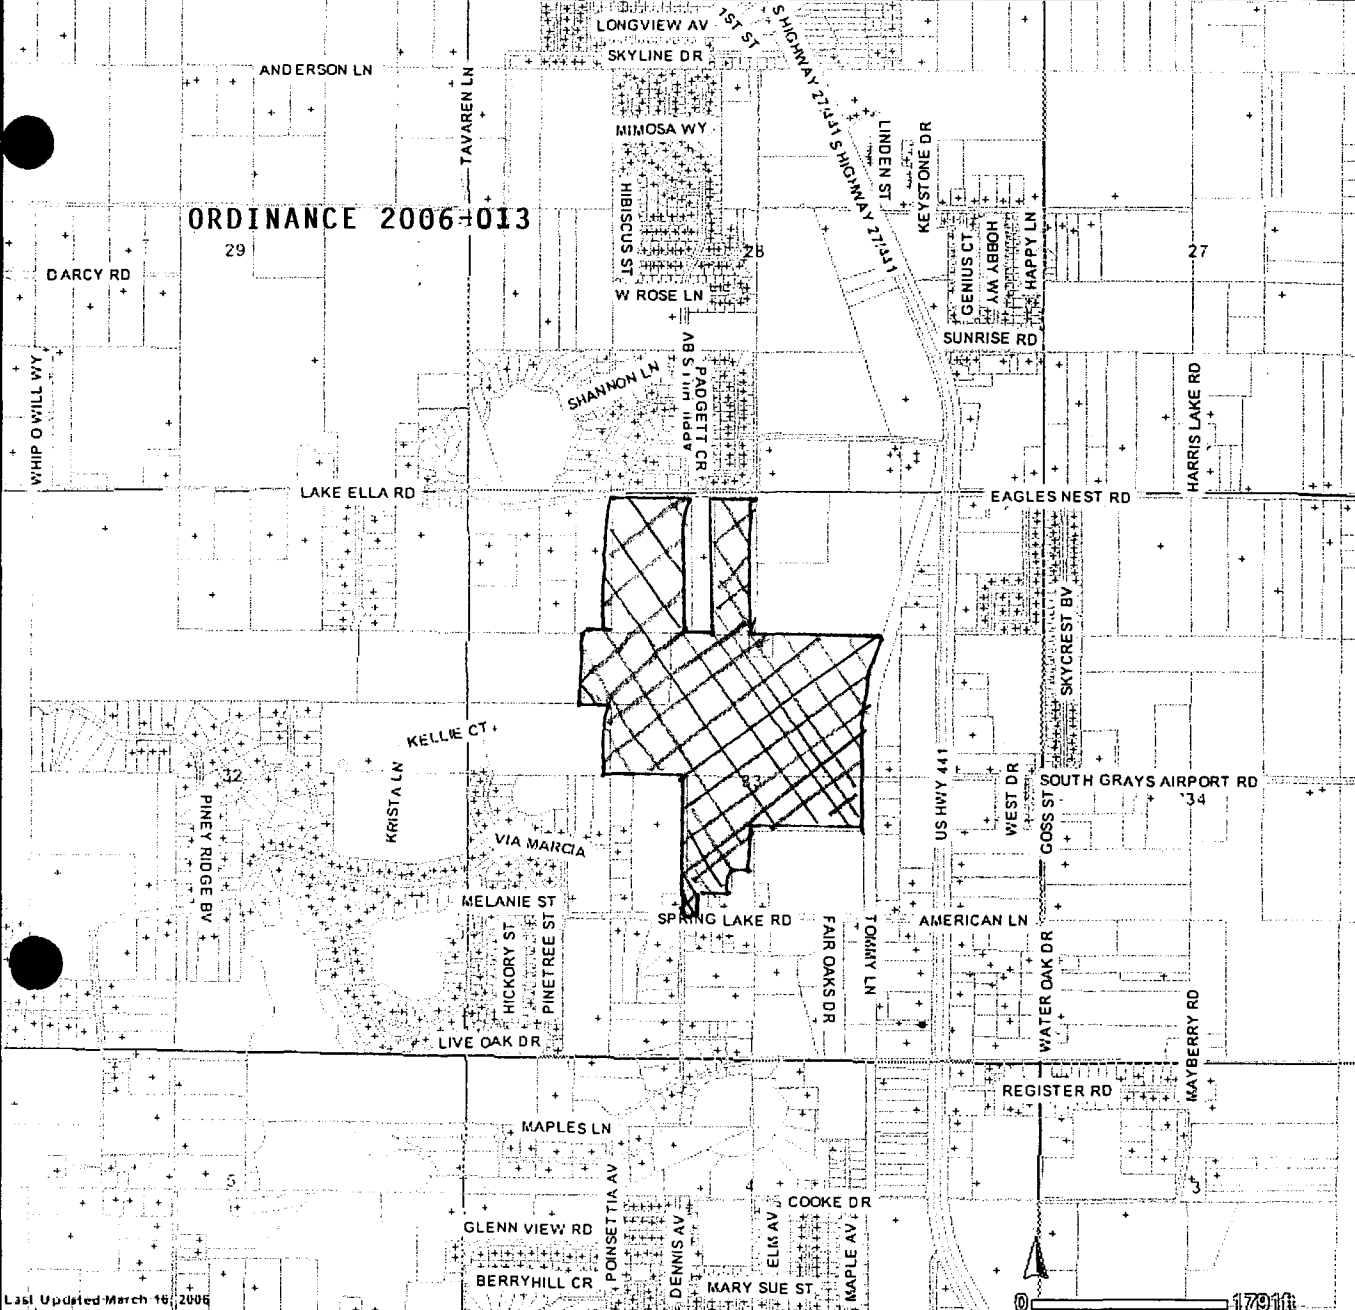 LONGVIEW AV
1ST ST
SKYLINE DR
S HIGHWAY 27/441
S HIGHWAY 27/441
ANDERSON LN
TAVAREN LN
MIMOSA WY
LINDEN ST
KEYSTONE DR
ORDINANCE 2006-013
HIBISCUS ST
29
28
27
GENIUS CT
HOBBY WY
HAPPY LN
DARCY RD
W ROSE LN
SUNRISE RD
WHIP O WILL WY
SHANNON LN
PADGETT CR
HARRIS LAKE RD
LAKE ELLA RD
EAGLES NEST RD
SKYCREST BV
KELLIE CT
32
33
34
KRISTA LN
PINEY RIDGE BV
US HWY 441
WEST DR
GOSS ST
SOUTH GRAYS AIRPORT RD
VIA MARCIA
MELANIE ST
HICKORY ST
PINETREE ST
SPRING LAKE RD
FAIR OAKS DR
TOMMY LN
AMERICAN LN
WATER OAK DR
LIVE OAK DR
MAYBERRY RD
REGISTER RD
MAPLES LN
5
4
3
POINSETTIA AV
COOKE DR
GLENN VIEW RD
DENNIS AV
ELM AV
MAPLE AV
BERRYHILL CR
MARY SUE ST
Last Updated March 16, 2006
0